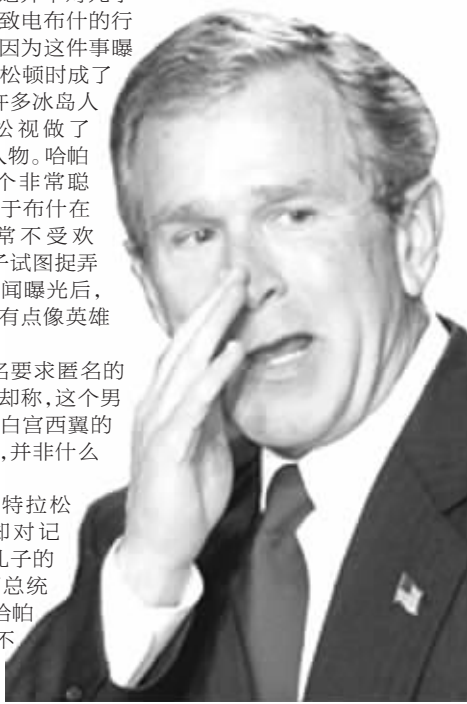 致电布什的行
因为这件事曝
松顿时成了
许多冰岛人
松视做了
人物。哈帕
个非常聪
于布什在
常不受欢
子试图捉弄
闻曝光后,
有点像英雄
名要求匿名的
却称,这个男
白宫西翼的
,并非什么
特拉松
却对记
儿子的
总统
哈帕
不